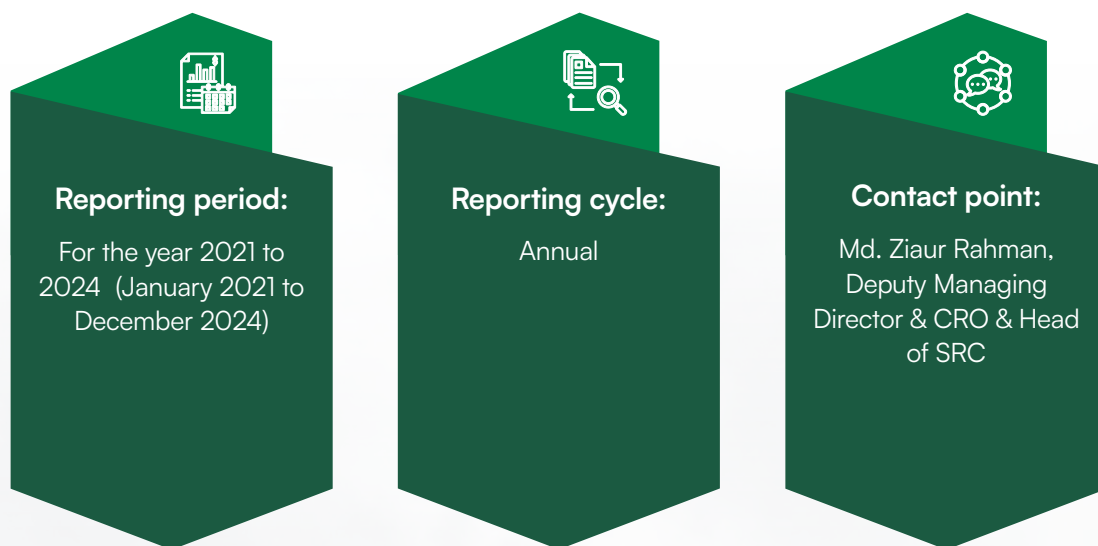 Reporting period:
For the year 2021 to
2024 (January 2021 to
December 2024)
Reporting cycle:
Annual
Contact point:
Md. Ziaur Rahman,
Deputy Managing
Director & CRO & Head
of SRC